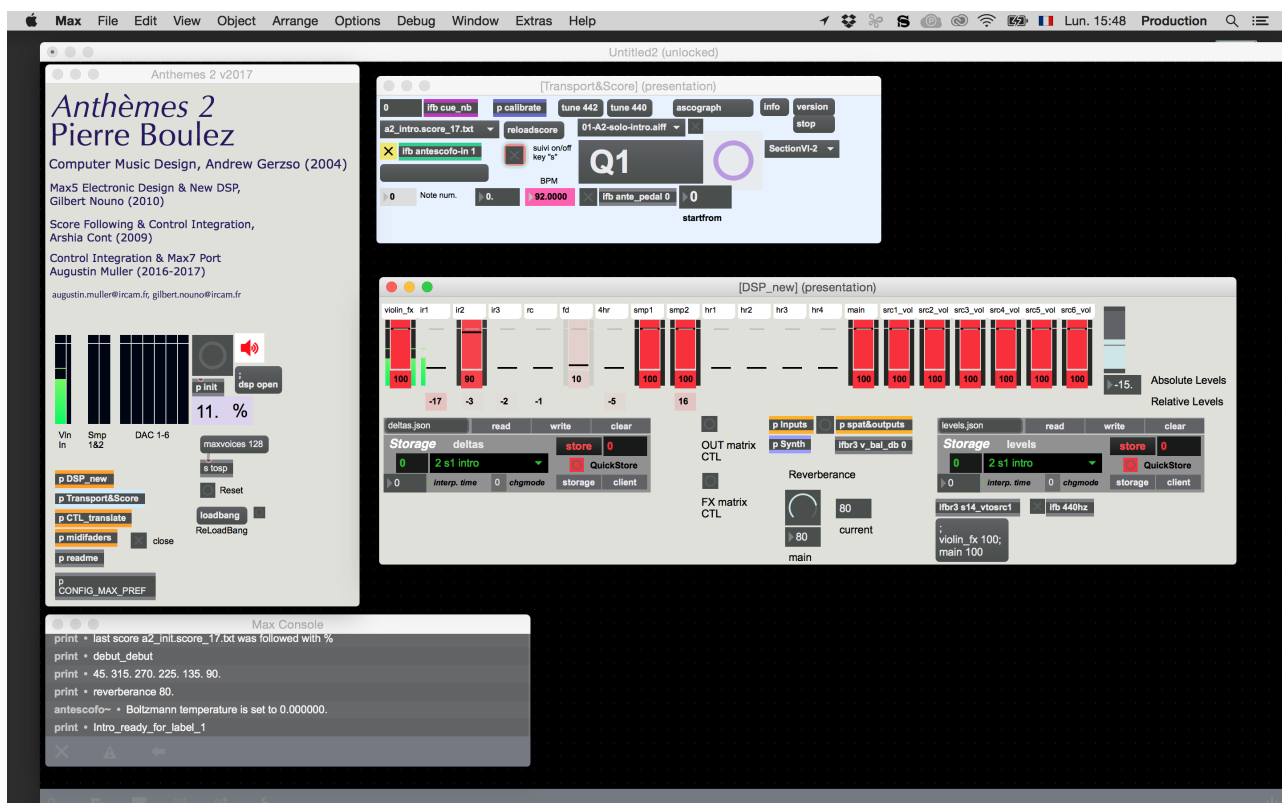 Max File Edit View Object Arrange Options Debug Window Extras Help
Lun. 15:48 Production
Untitled2 (unlocked)
Anthemes 2 v2017
Anthèmes 2
Pierre Boulez
Computer Music Design, Andrew Gerzso (2004)
Max5 Electronic Design & New DSP,
Gilbert Nouno (2010)
Score Following & Control Integration,
Arshia Cont (2009)
Control Integration & Max7 Port
Augustin Muller (2016-2017)
augustin.muller@ircam.fr, gilbert.nouno@ircam.fr
p init
;
dsp open
11. %
Vln
In
Smp
1&2
DAC 1-6
maxvoices 128
s tosp
Reset
loadbang
ReLoadBang
p DSP_new
p Transport&Score
p CTL_translate
p midifaders
close
p readme
p
CONFIG_MAX_PREF
[Transport&Score] (presentation)
0 ifb cue_nb p calibrate tune 442 tune 440 ascograph info version
stop
a2_intro.score_17.txt reloadscore 01-A2-solo-intro.aiff
ifb antescofo-in 1
suivi on/off
key "s"
Q1
SectionVI-2
BPM
0 Note num. 0. 92.0000 ifb ante_pedal 0 0
startfrom
[DSP_new] (presentation)
violin_fx ir1 ir2 ir3 rc fd 4hr smp1 smp2 hr1 hr2 hr3 hr4 main src1_vol src2_vol src3_vol src4_vol src5_vol src6_vol
100 90 10 100 100 100 100 100 100 100 100 100 -15. Absolute Levels
-17 -3 -2 -1 -5 16 Relative Levels
deltas.json read write clear
Storage deltas store 0
0 2 s1 intro QuickStore
0 interp. time 0 chgmode storage client
OUT matrix
CTL
FX matrix
CTL
p Inputs p spat&outputs
p Synth ifbr3 v_bal_db 0
Reverberance
80
current
80
main
levels.json read write clear
Storage levels store 0
0 2 s1 intro QuickStore
0 interp. time 0 chgmode storage client
ifbr3 s14_vtosrc1 ifb 440hz
;
violin_fx 100;
main 100
Max Console
print • last score a2_init.score_17.txt was followed with %
print • debut_debut
print • 45. 315. 270. 225. 135. 90.
print • reverberance 80.
antescofo~ • Boltzmann temperature is set to 0.000000.
print • Intro_ready_for_label_1